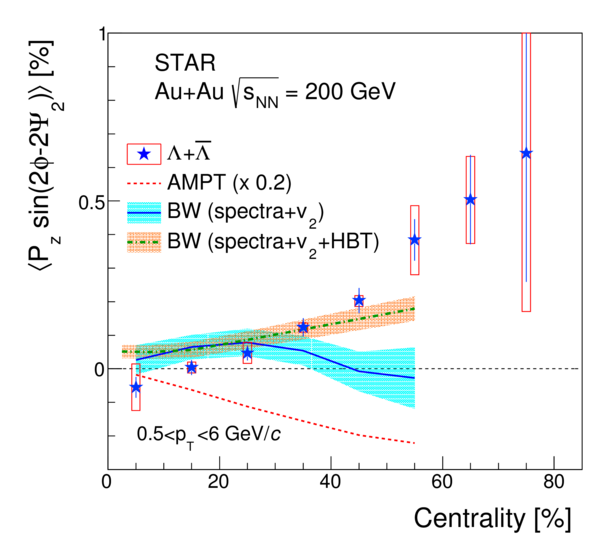 ⟨P_z sin(2ϕ-2Ψ_2)⟩ [%]
1
0.5
0
STAR
Au+Au √s_NN = 200 GeV
Λ+Λ̅
AMPT (x 0.2)
BW (spectra+v_2)
BW (spectra+v_2+HBT)
0.5<p_T<6 GeV/c
0 20 40 60 80
Centrality [%]